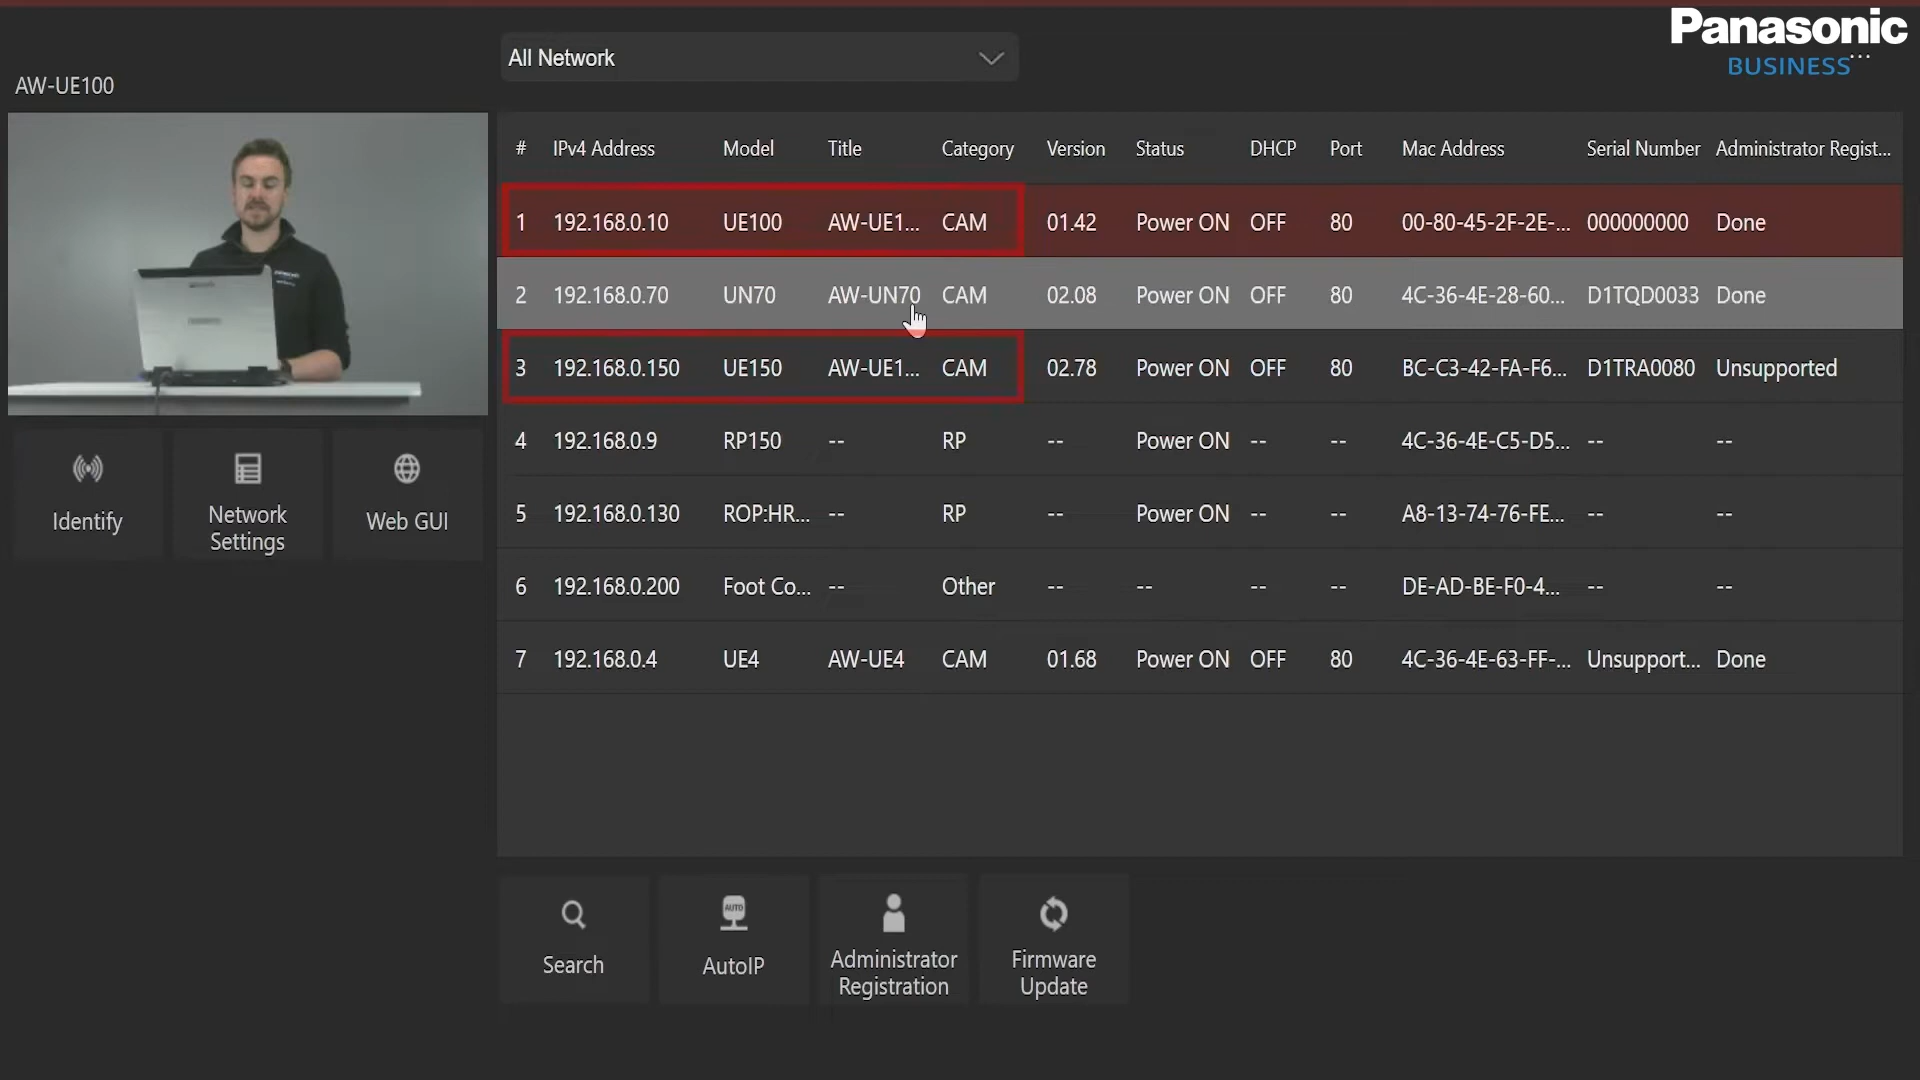 Panasonic
BUSINESS
All Network
AW-UE100
# IPv4 Address Model Title Category Version Status DHCP Port Mac Address Serial Number Administrator Regist...
1 192.168.0.10 UE100 AW-UE1... CAM 01.42 Power ON OFF 80 00-80-45-2F-2E-... 000000000 Done
2 192.168.0.70 UN70 AW-UN70 CAM 02.08 Power ON OFF 80 4C-36-4E-28-60... D1TQD0033 Done
3 192.168.0.150 UE150 AW-UE1... CAM 02.78 Power ON OFF 80 BC-C3-42-FA-F6... D1TRA0080 Unsupported
4 192.168.0.9 RP150 -- RP -- Power ON -- -- 4C-36-4E-C5-D5... -- --
5 192.168.0.130 ROP:HR... -- RP -- Power ON -- -- A8-13-74-76-FE... -- --
6 192.168.0.200 Foot Co... -- Other -- -- -- -- DE-AD-BE-F0-4... -- --
7 192.168.0.4 UE4 AW-UE4 CAM 01.68 Power ON OFF 80 4C-36-4E-63-FF-... Unsupport... Done
Identify
Network
Settings
Web GUI
Search
AUTO
AutoIP
Administrator
Registration
Firmware
Update